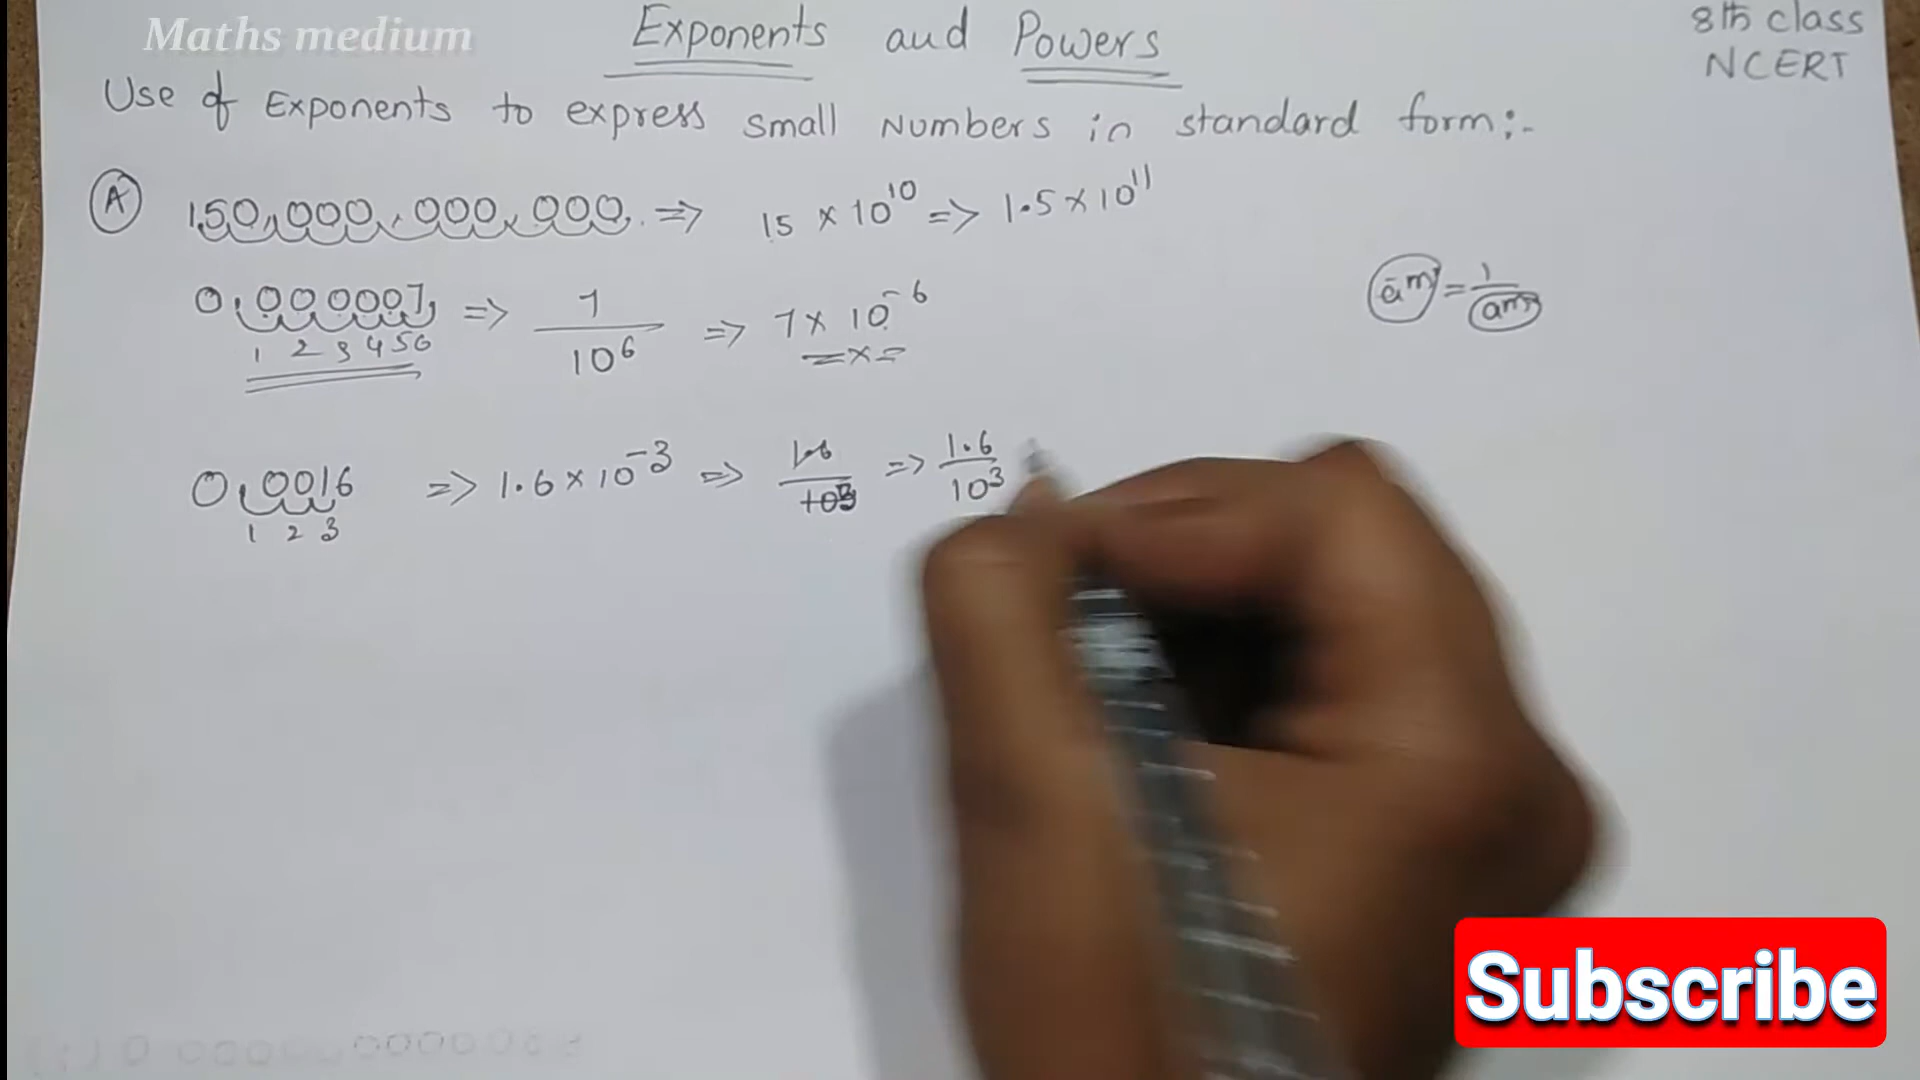 Maths medium
Exponents and Powers
8th class
NCERT
Use of Exponents to express small Numbers in standard form:-
A 150,000,000,000. => 15 × 10^10 => 1.5 × 10^11
0.000007 => 7/10^6 => 7 × 10^-6
1 2 3 4 5 6
= × =
a^-m = 1/a^m
0.0016 => 1.6 × 10^-3 => 1.6/10^3 => 1.6/10^3
1 2 3
Subscribe